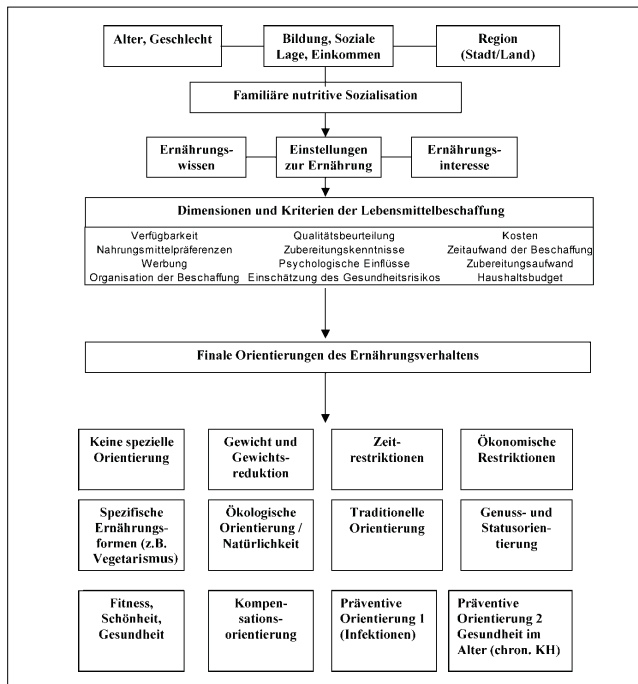 Alter, Geschlecht
Bildung, Soziale
Lage, Einkommen
Region
(Stadt/Land)
Familiäre nutritive Sozialisation
Ernährungs-
wissen
Einstellungen
zur Ernährung
Ernährungs-
interesse
Dimensionen und Kriterien der Lebensmittelbeschaffung
Verfügbarkeit
Nahrungsmittelpräferenzen
Werbung
Organisation der Beschaffung
Qualitätsbeurteilung
Zubereitungskenntnisse
Psychologische Einflüsse
Einschätzung des Gesundheitsrisikos
Kosten
Zeitaufwand der Beschaffung
Zubereitungsaufwand
Haushaltsbudget
Finale Orientierungen des Ernährungsverhaltens
Keine spezielle
Orientierung
Gewicht und
Gewichts-
reduktion
Zeit-
restriktionen
Ökonomische
Restriktionen
Spezifische
Ernährungs-
formen (z.B.
Vegetarismus)
Ökologische
Orientierung /
Natürlichkeit
Traditionelle
Orientierung
Genuss- und
Statusorien-
tierung
Fitness,
Schönheit,
Gesundheit
Kompen-
sations-
orientierung
Präventive
Orientierung 1
(Infektionen)
Präventive
Orientierung 2
Gesundheit im
Alter (chron. KH)